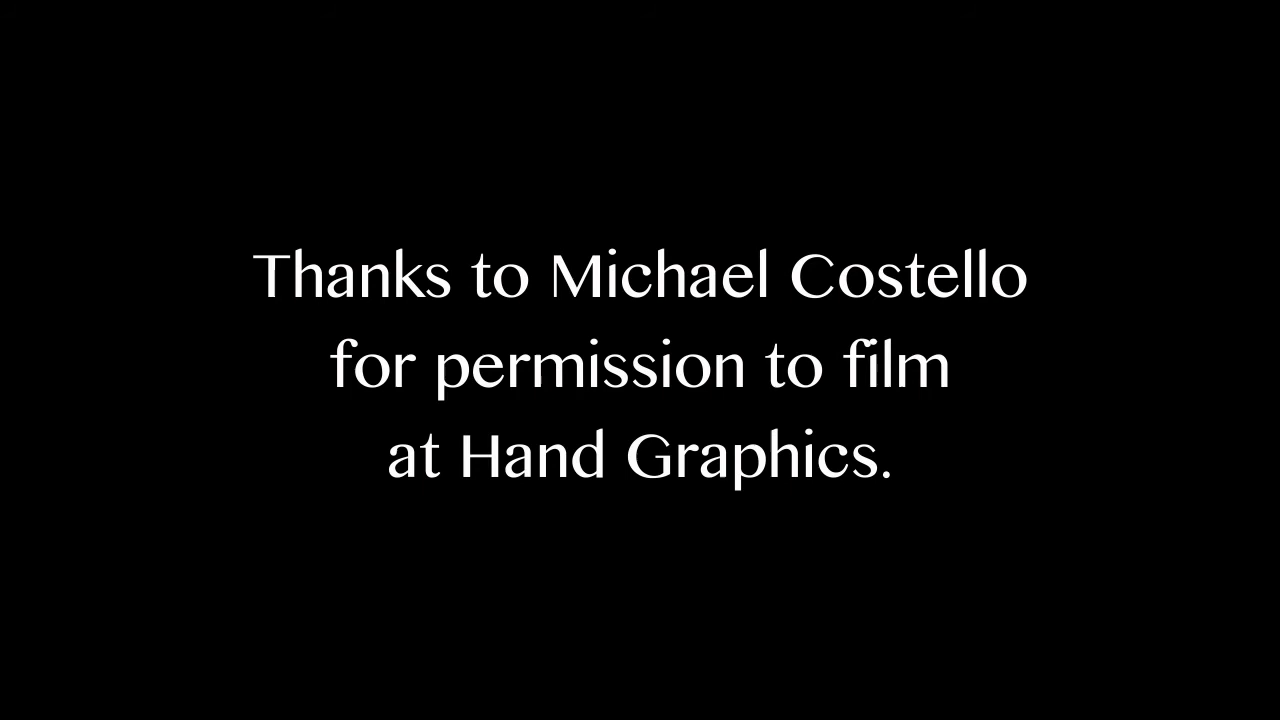 Thanks to Michael Costello
for permission to film
at Hand Graphics.